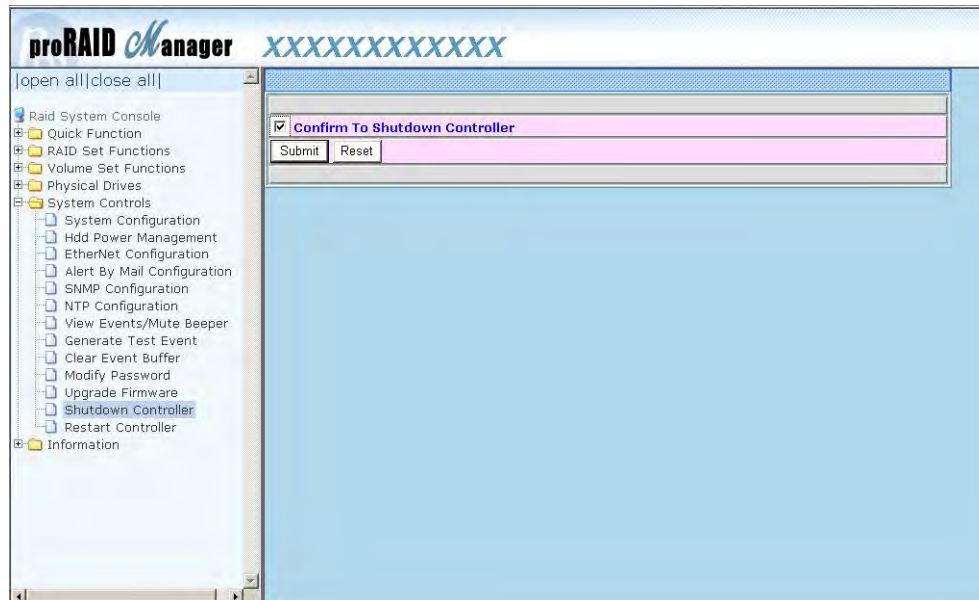 proRAID Manager
XXXXXXXXXXXX
|open all|close all|
Raid System Console
Quick Function
RAID Set Functions
Volume Set Functions
Physical Drives
System Controls
System Configuration
Hdd Power Management
EtherNet Configuration
Alert By Mail Configuration
SNMP Configuration
NTP Configuration
View Events/Mute Beeper
Generate Test Event
Clear Event Buffer
Modify Password
Upgrade Firmware
Shutdown Controller
Restart Controller
Information
Confirm To Shutdown Controller
Submit Reset